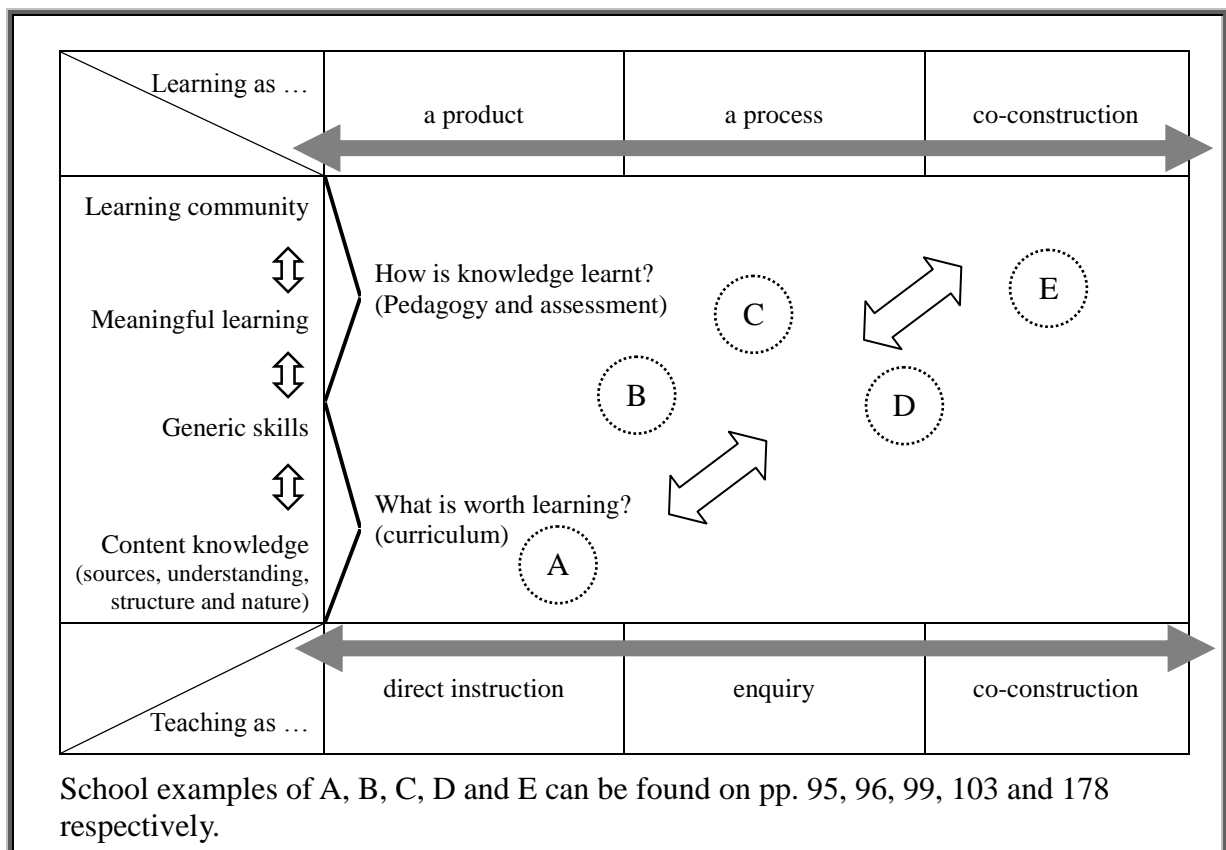 Learning as …
a product
a process
co-construction
Learning community
Meaningful learning
Generic skills
Content knowledge
(sources, understanding,
structure and nature)
How is knowledge learnt?
(Pedagogy and assessment)
What is worth learning?
(curriculum)
A
B
C
D
E
direct instruction
enquiry
co-construction
Teaching as …
School examples of A, B, C, D and E can be found on pp. 95, 96, 99, 103 and 178
respectively.